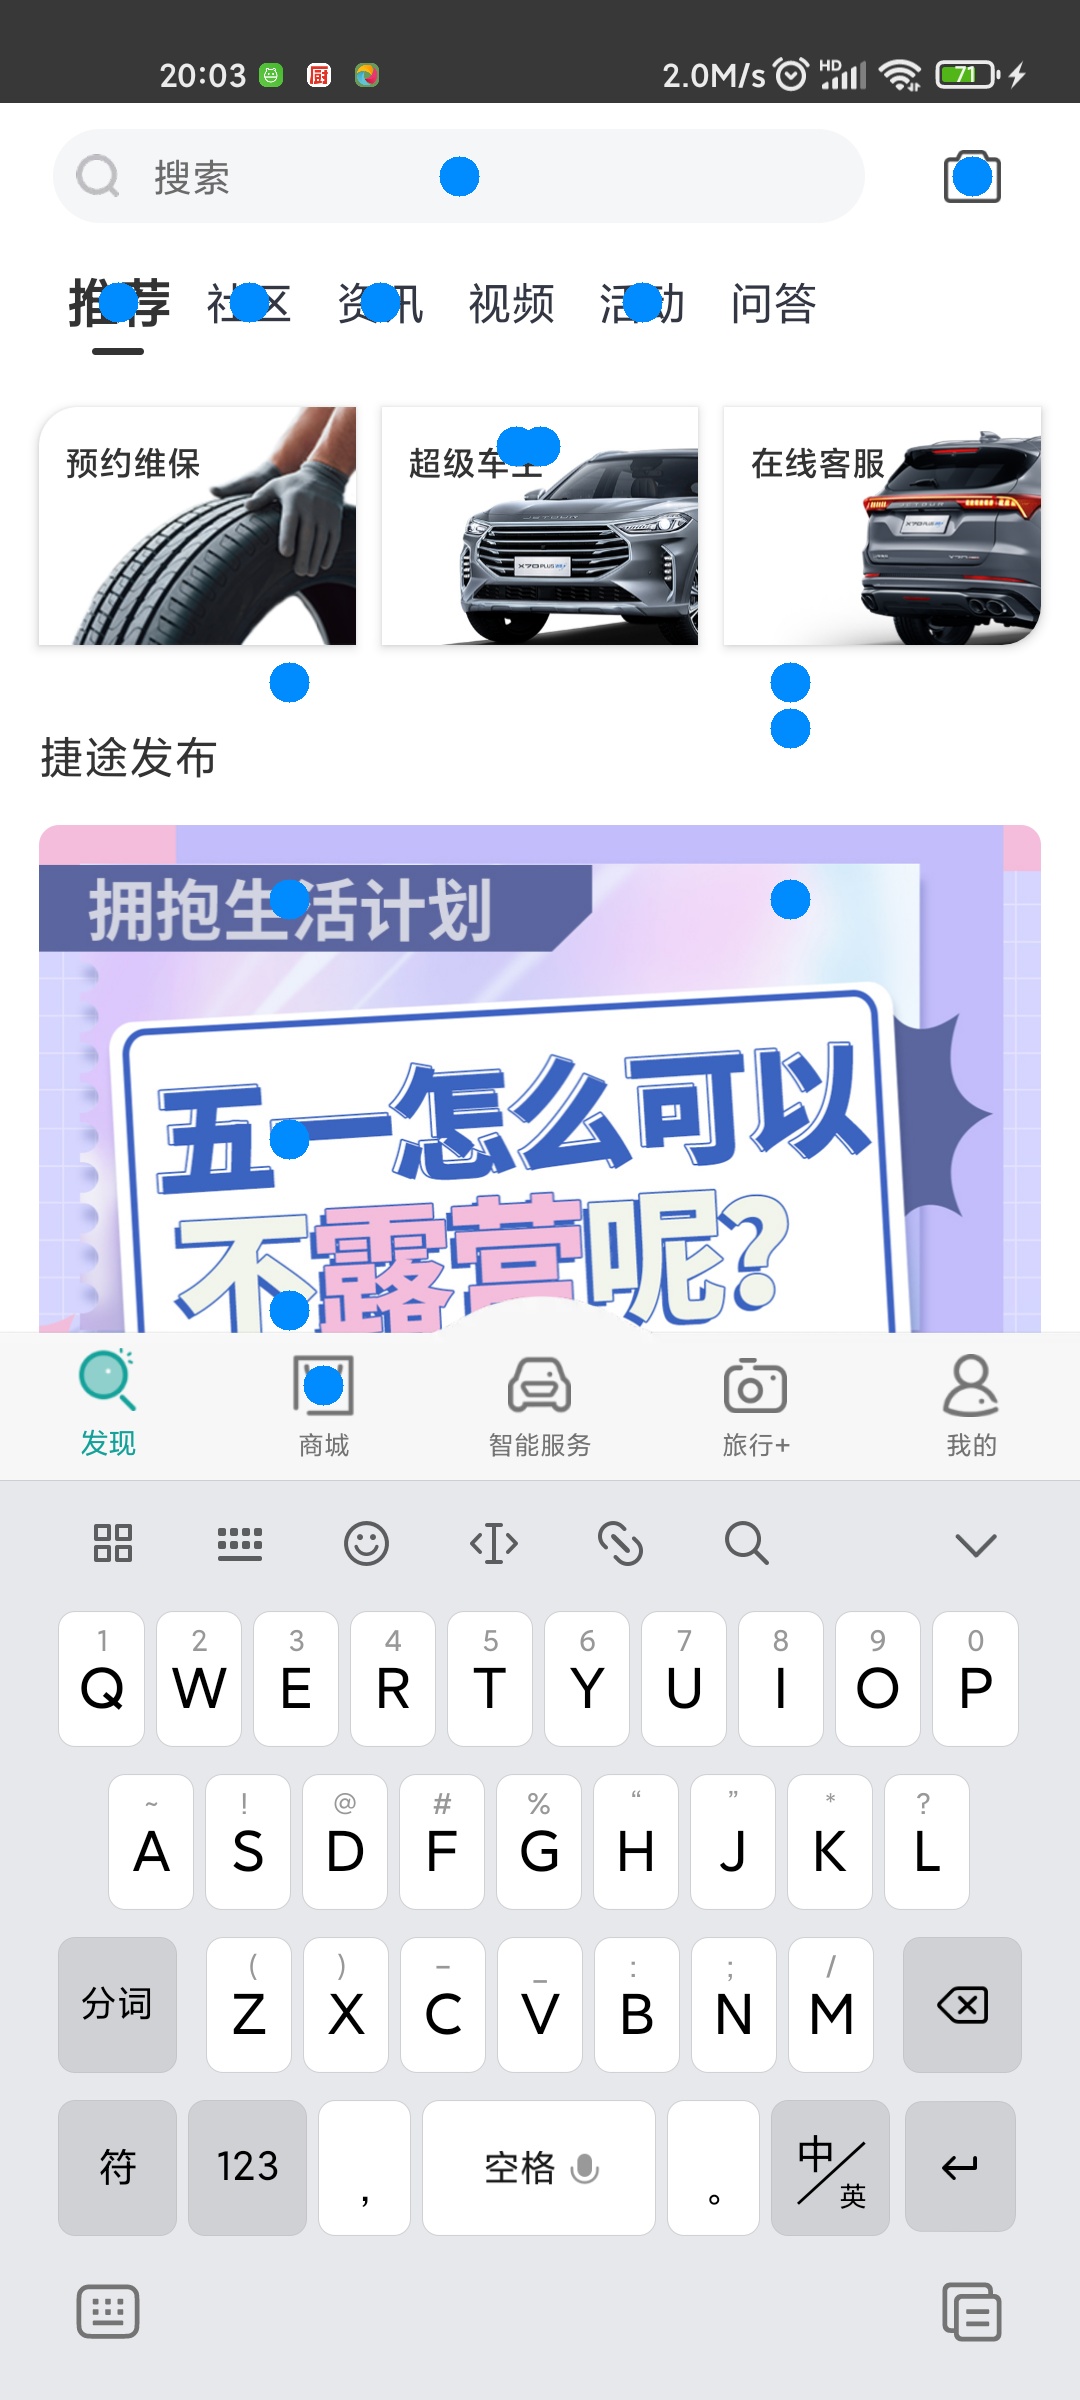 20:03
2.0M/s HD 71
搜索
推荐 社区 资讯 视频 活动 问答
预约维保 超级车主 在线客服
捷途发布
拥抱生活计划
五一怎么可以
不露营呢?
发现 商城 智能服务 旅行+ 我的
1 2 3 4 5 6 7 8 9 0
Q W E R T Y U I O P
~ ! @ # % “ ” * ?
A S D F G H J K L
( ) - _ : ; /
分词 Z X C V B N M
符 123 , 空格 。 中/英